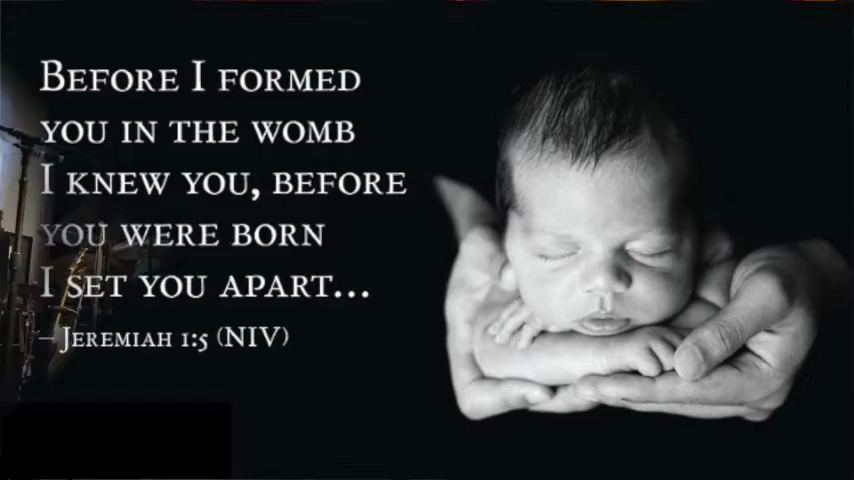 Before I formed
you in the womb
I knew you, before
you were born
I set you apart...
– Jeremiah 1:5 (NIV)